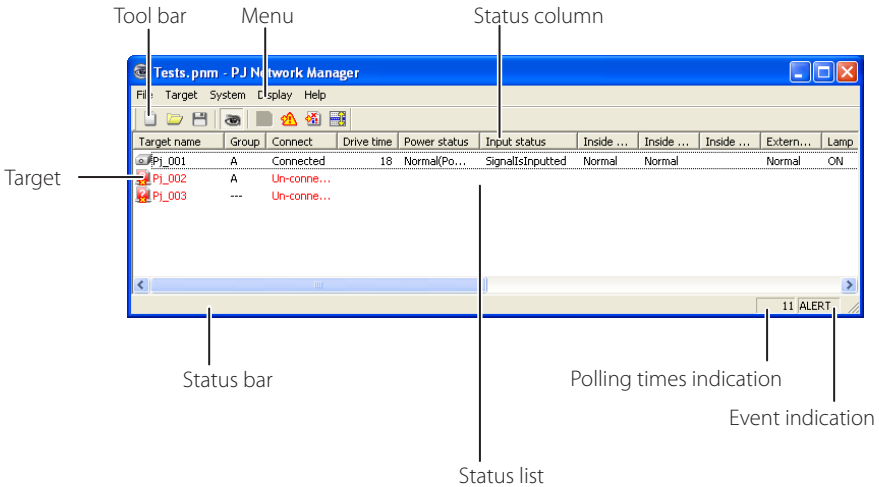 Tool bar Menu Status column
Tests.pnm - PJ Network Manager
File Target System Display Help
Target name Group Connect Drive time Power status Input status Inside ... Inside ... Inside ... Extern... Lamp
Pj_001 A Connected 18 Normal(Po... SignalIsInputted Normal Normal Normal ON
Target
Pj_002 A Un-conne...
Pj_003 --- Un-conne...
11 ALERT
Status bar
Polling times indication
Event indication
Status list